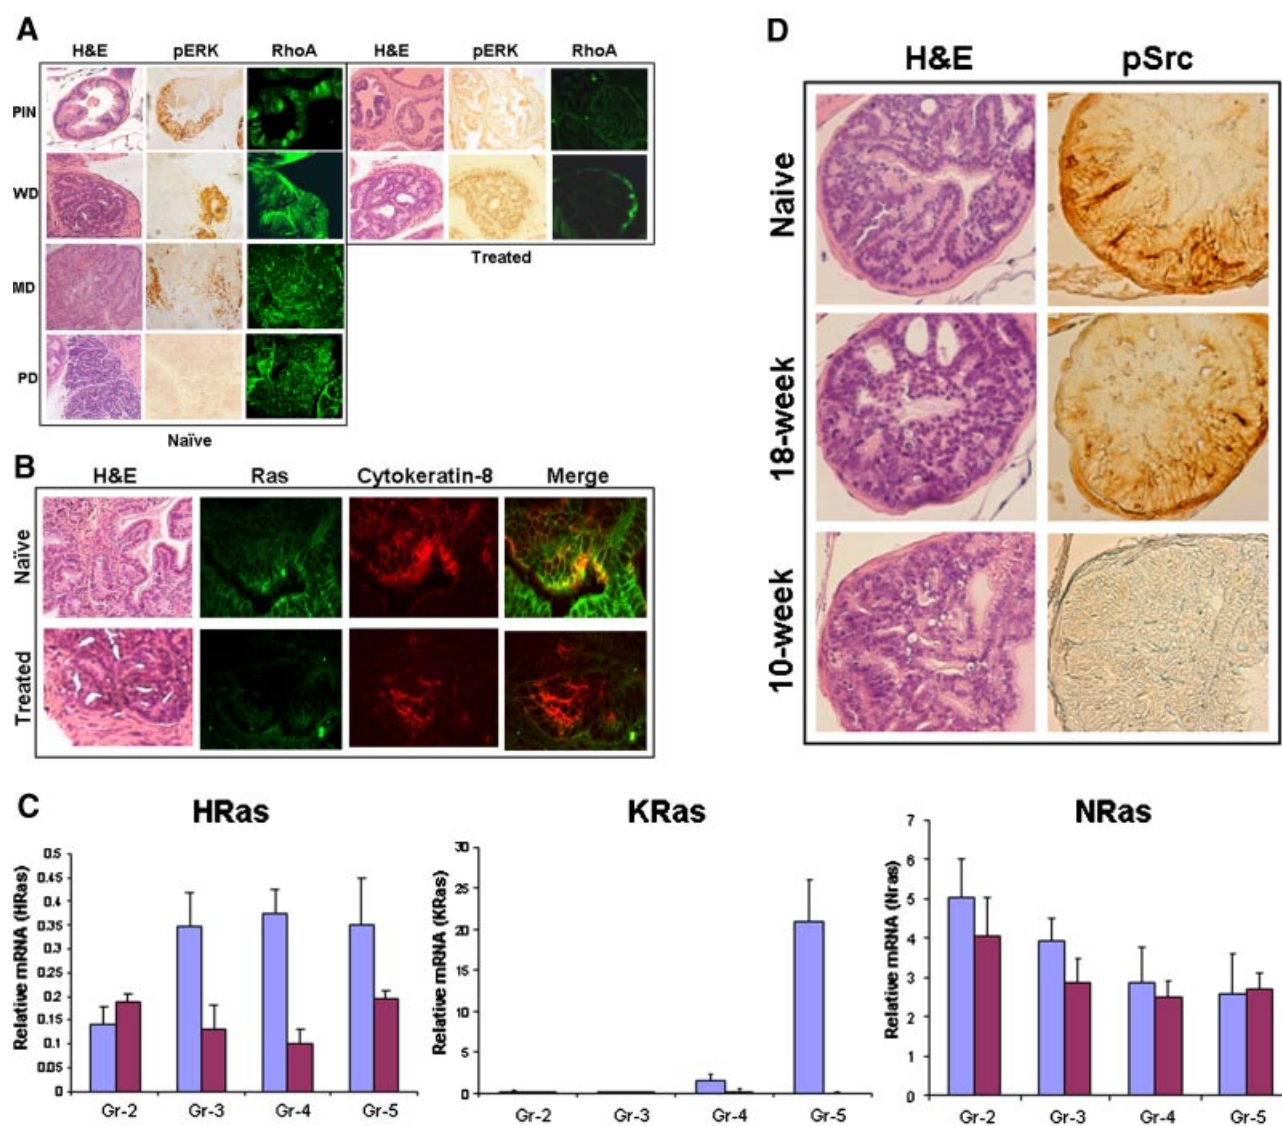 A
H&E pERK RhoA H&E pERK RhoA
PIN
WD
Treated
MD
PD
Naïve
B
H&E Ras Cytokeratin-8 Merge
Naïve
Treated
D
H&E pSrc
Naive
18-week
10-week
C
HRas
Relative mRNA (HRas)
0.5
0.45
0.4
0.35
0.3
0.25
0.2
0.15
0.1
0.05
0
Gr-2 Gr-3 Gr-4 Gr-5
KRas
Relative mRNA (KRas)
30
25
20
15
10
5
0
Gr-2 Gr-3 Gr-4 Gr-5
NRas
Relative mRNA (Nras)
7
6
5
4
3
2
1
0
Gr-2 Gr-3 Gr-4 Gr-5